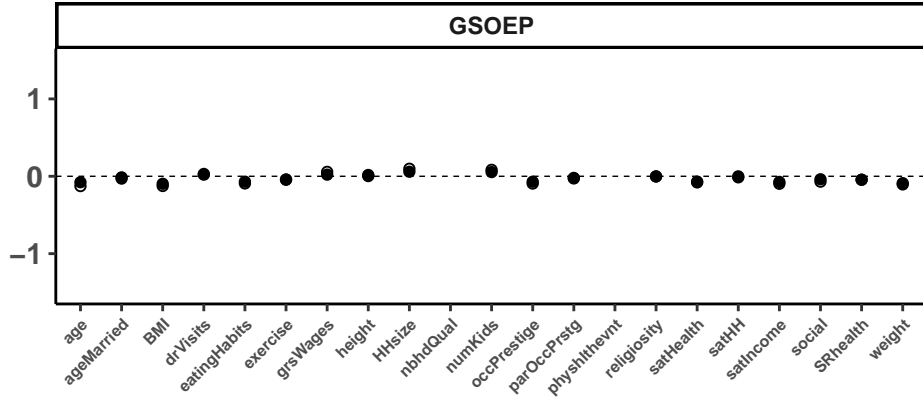 GSOEP
1
0
−1
age
ageMarried
BMI
drVisits
eatingHabits
exercise
grsWages
height
HHsize
nbhdQual
numKids
occPrestige
parOccPrstg
physhlthevnt
religiosity
satHealth
satHH
satIncome
social
SRhealth
weight